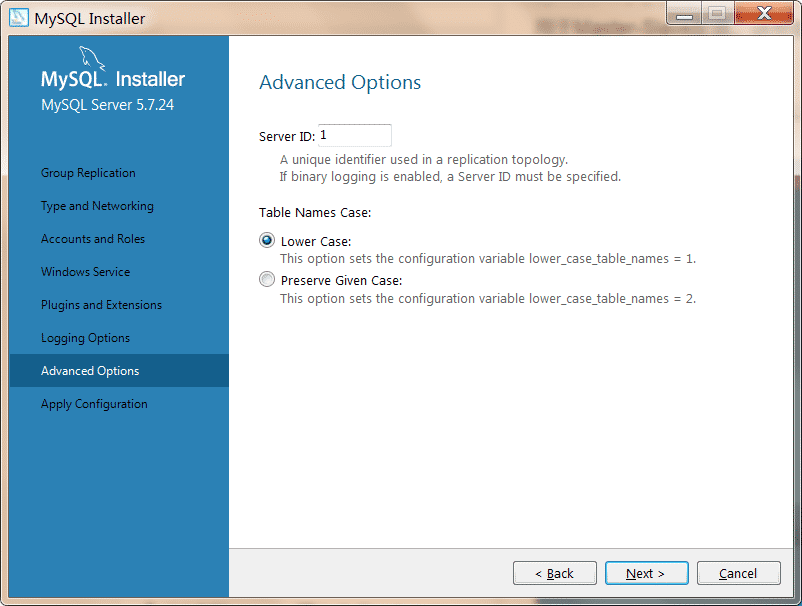 MySQL Installer
MySQL. Installer
MySQL Server 5.7.24
Group Replication
Type and Networking
Accounts and Roles
Windows Service
Plugins and Extensions
Logging Options
Advanced Options
Apply Configuration
Advanced Options
Server ID: 1
A unique identifier used in a replication topology.
If binary logging is enabled, a Server ID must be specified.
Table Names Case:
Lower Case:
This option sets the configuration variable lower_case_table_names = 1.
Preserve Given Case:
This option sets the configuration variable lower_case_table_names = 2.
< Back
Next >
Cancel